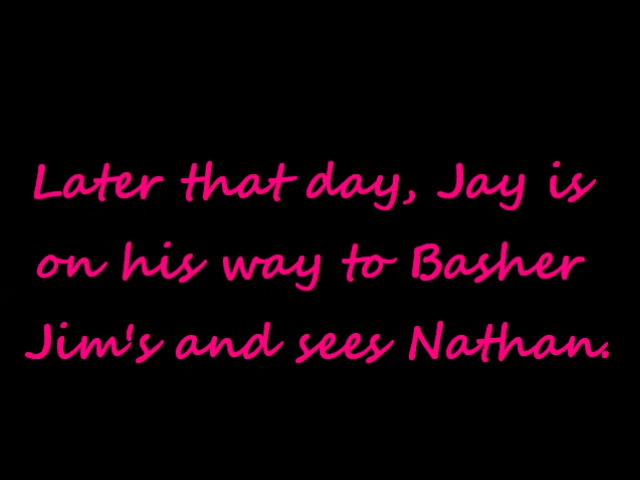 Later that day, Jay is
on his way to Basher
Jim's and sees Nathan.